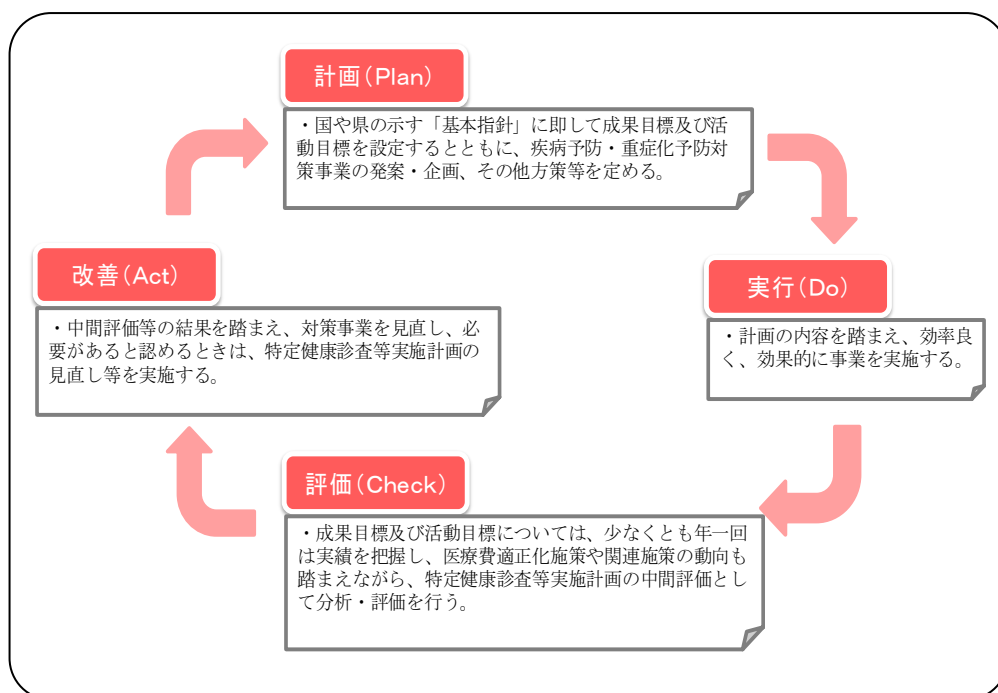 計画(Plan)
・国や県の示す「基本指針」に即して成果目標及び活
動目標を設定するとともに、疾病予防・重症化予防対
策事業の発案・企画、その他方策等を定める。
実行(Do)
・計画の内容を踏まえ、効率良
く、効果的に事業を実施する。
評価(Check)
・成果目標及び活動目標については、少なくとも年一回
は実績を把握し、医療費適正化施策や関連施策の動向も
踏まえながら、特定健康診査等実施計画の中間評価とし
て分析・評価を行う。
改善(Act)
・中間評価等の結果を踏まえ、対策事業を見直し、必
要があると認めるときは、特定健康診査等実施計画の
見直し等を実施する。